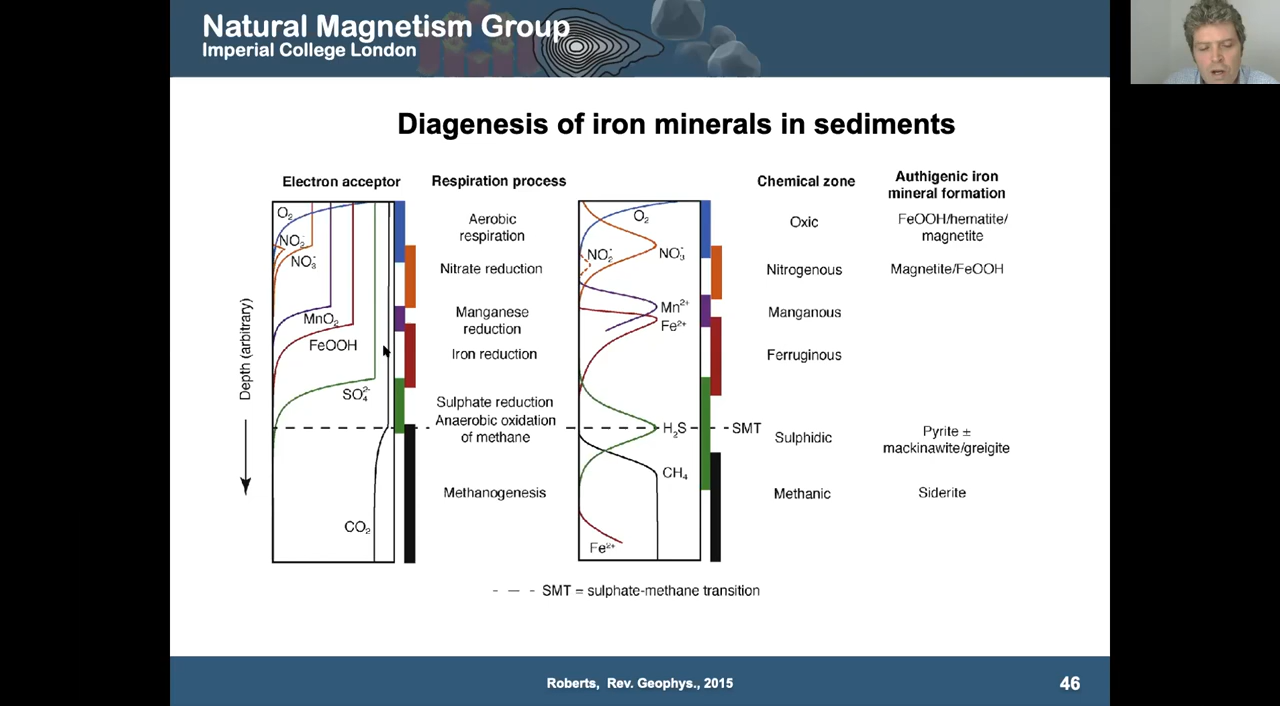 Natural Magnetism Group
Imperial College London
Diagenesis of iron minerals in sediments
Electron acceptor
Respiration process
Chemical zone
Authigenic iron
mineral formation
Depth (arbitrary)
O₂
NO₂⁻
NO₃⁻
MnO₂
FeOOH
SO₄²⁻
CO₂
Aerobic
respiration
Nitrate reduction
Manganese
reduction
Iron reduction
Sulphate reduction
Anaerobic oxidation
of methane
Methanogenesis
O₂
NO₂⁻
NO₃⁻
Mn²⁺
Fe²⁺
H₂S
SMT
CH₄
Fe²⁺
Oxic
Nitrogenous
Manganous
Ferruginous
Sulphidic
Methanic
FeOOH/hematite/
magnetite
Magnetite/FeOOH
Pyrite ±
mackinawite/greigite
Siderite
SMT = sulphate-methane transition
Roberts, Rev. Geophys., 2015
46